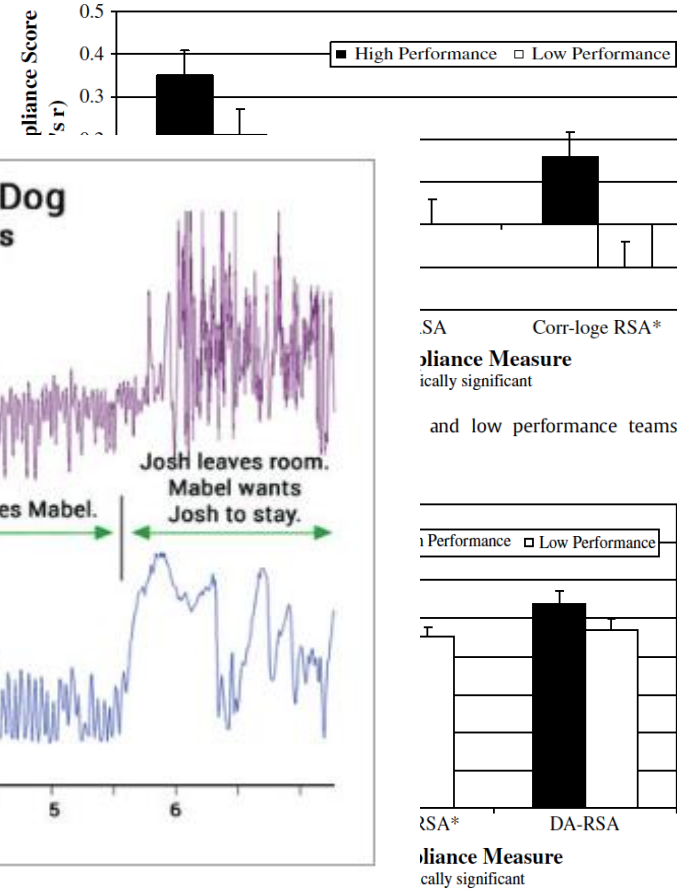 0.5
pliance Score
's r)
0.4
High Performance
Low Performance
0.3
Dog
s
Josh leaves room.
Mabel wants
Josh to stay.
es Mabel.
5
6
SA
Corr-loge RSA*
pliance Measure
ically significant
and low performance teams
Performance
Low Performance
RSA*
DA-RSA
liance Measure
cally significant